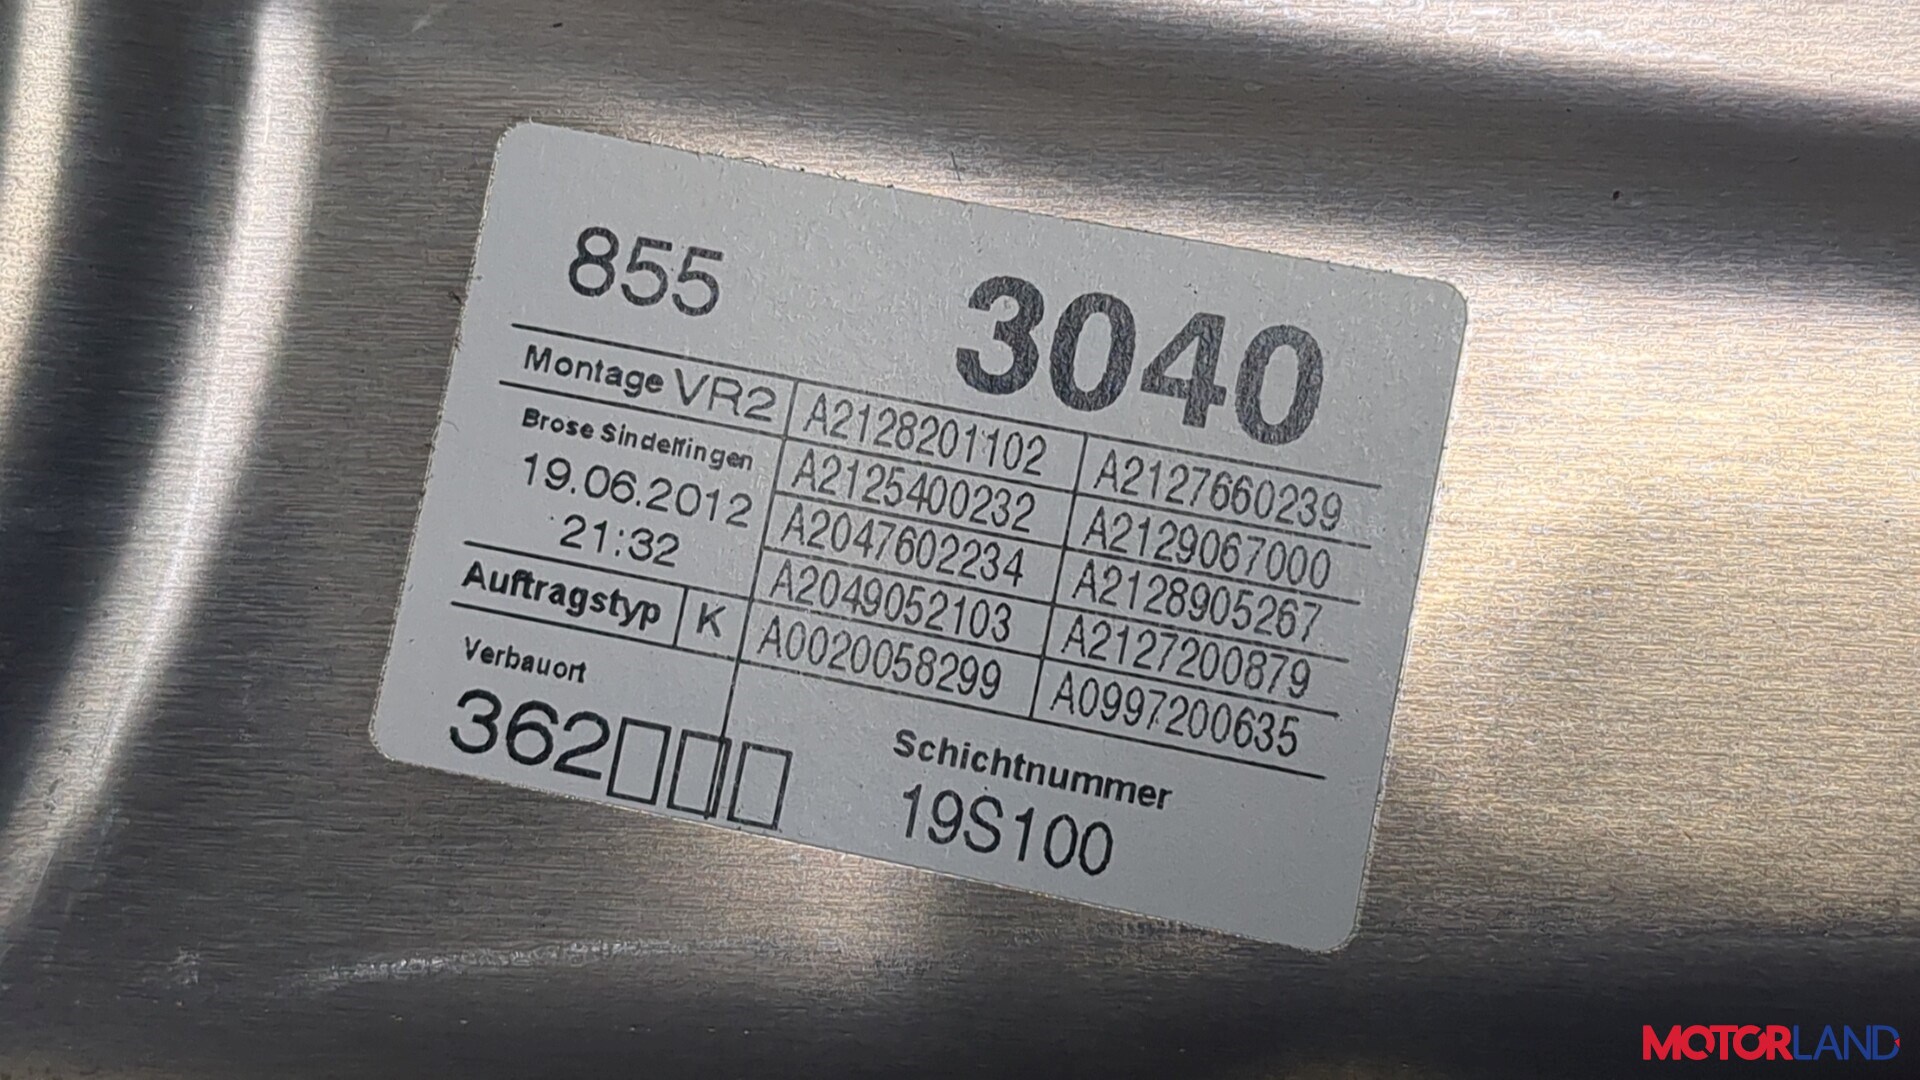 855 3040
Montage VR2 A2128201102 A2127660239
Brose Sindelfingen A2125400232 A2129067000
19.06.2012 A2047602234 A2128905267
21:32 A2049052103 A2127200879
Auftragstyp K A0020058299 A0997200635
Verbauort
362□□□
Schichtnummer
19S100
MOTORLAND